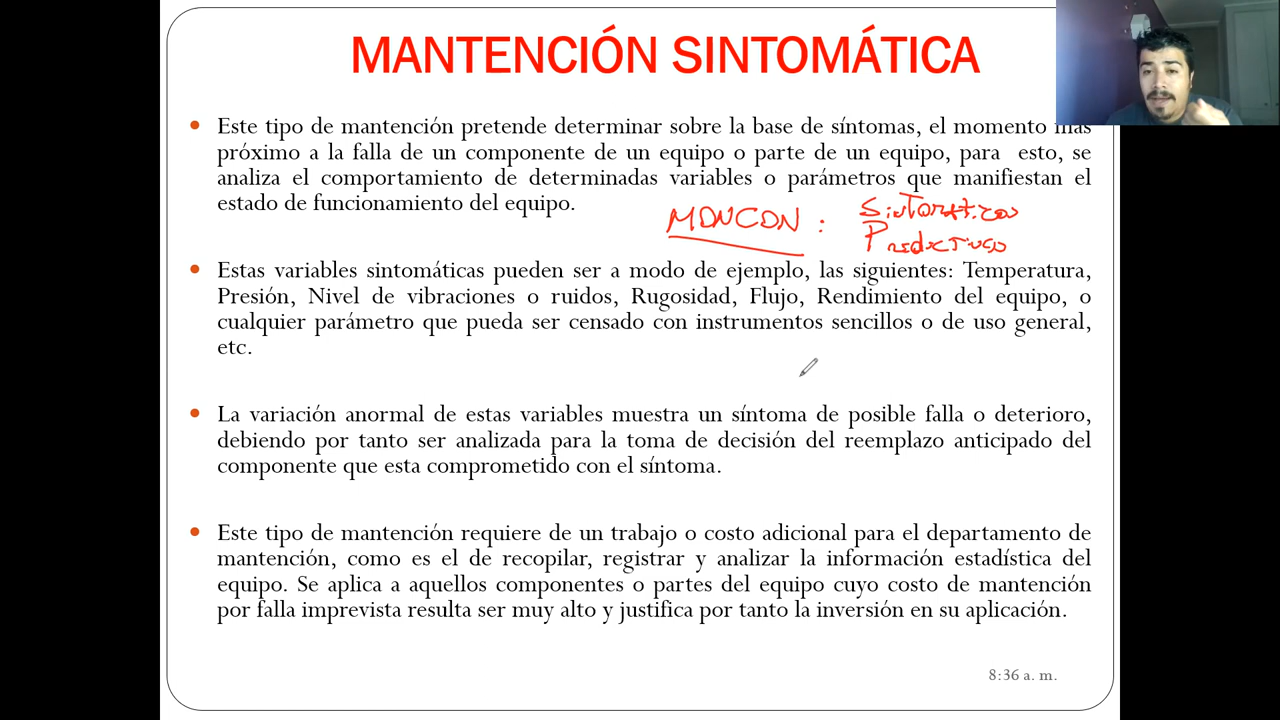 MANTENCIÓN SINTOMÁTICA
• Este tipo de mantención pretende determinar sobre la base de síntomas, el momento más
próximo a la falla de un componente de un equipo o parte de un equipo, para esto, se
analiza el comportamiento de determinadas variables o parámetros que manifiestan el
estado de funcionamiento del equipo.
MONCON : Sintomático
Predictivo
• Estas variables sintomáticas pueden ser a modo de ejemplo, las siguientes: Temperatura,
Presión, Nivel de vibraciones o ruidos, Rugosidad, Flujo, Rendimiento del equipo, o
cualquier parámetro que pueda ser censado con instrumentos sencillos o de uso general,
etc.
• La variación anormal de estas variables muestra un síntoma de posible falla o deterioro,
debiendo por tanto ser analizada para la toma de decisión del reemplazo anticipado del
componente que esta comprometido con el síntoma.
• Este tipo de mantención requiere de un trabajo o costo adicional para el departamento de
mantención, como es el de recopilar, registrar y analizar la información estadística del
equipo. Se aplica a aquellos componentes o partes del equipo cuyo costo de mantención
por falla imprevista resulta ser muy alto y justifica por tanto la inversión en su aplicación.
8:36 a. m.